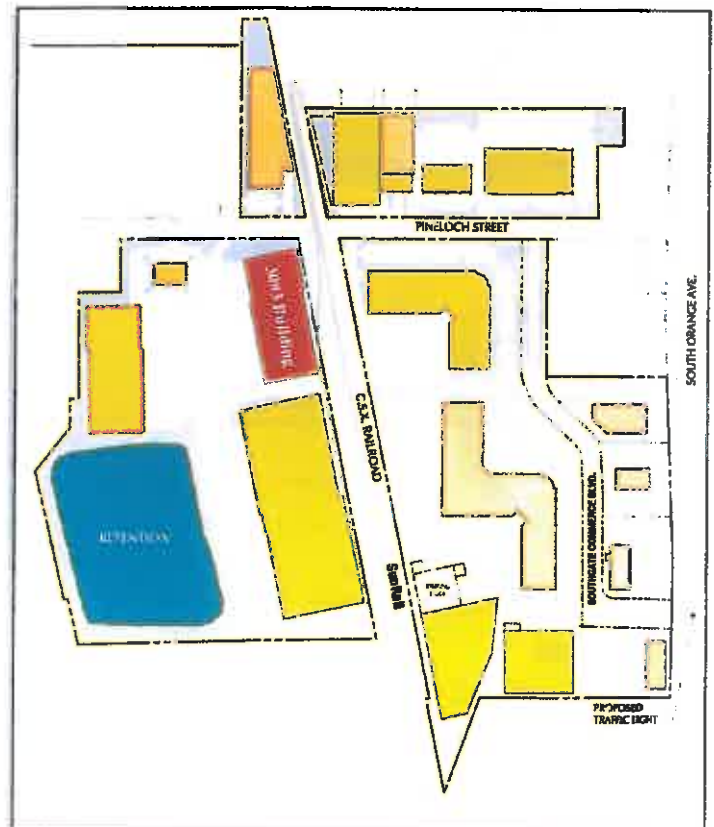 PINELOCH STREET
SOUTH ORANGE AVE.
C.S.X. RAILROAD
SOUTHGATE COMMERCE BLVD.
RETENTION
SunRail
PROPOSED
TRAFFIC LIGHT